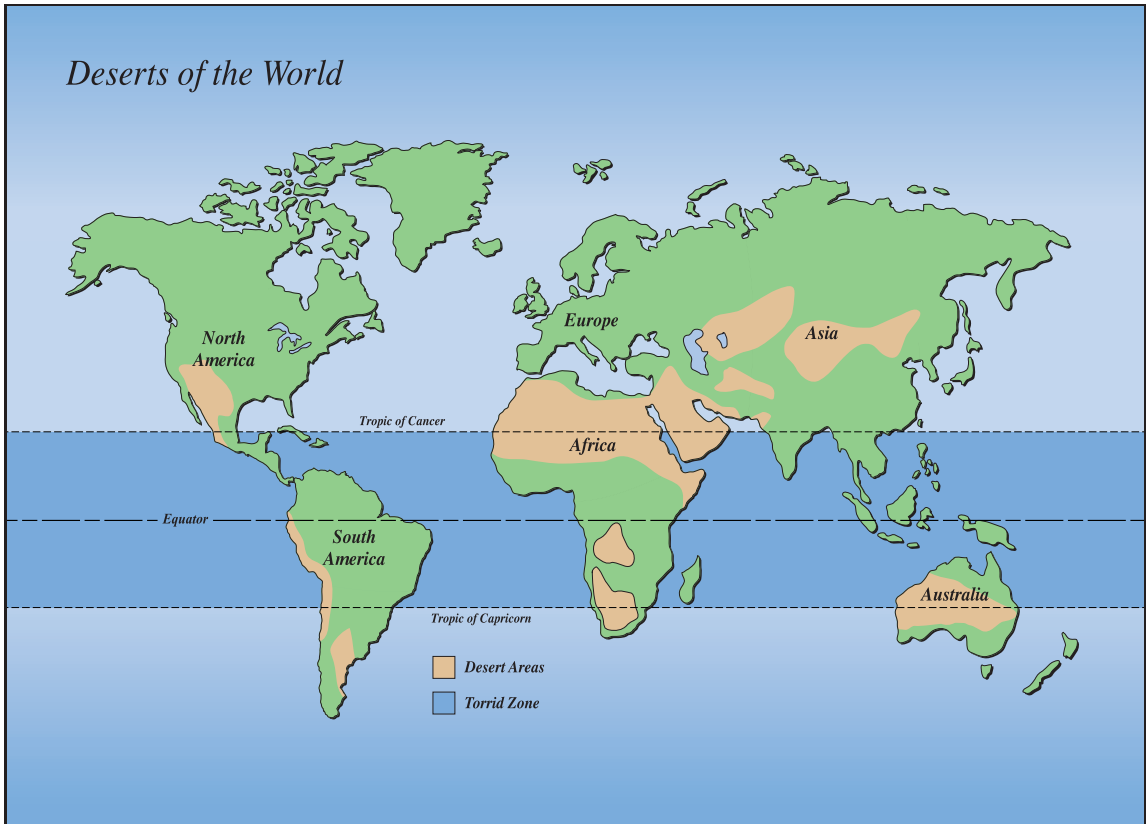 Deserts of the World
North
America
Europe
Asia
Tropic of Cancer
Africa
Equator
South
America
Australia
Tropic of Capricorn
Desert Areas
Torrid Zone